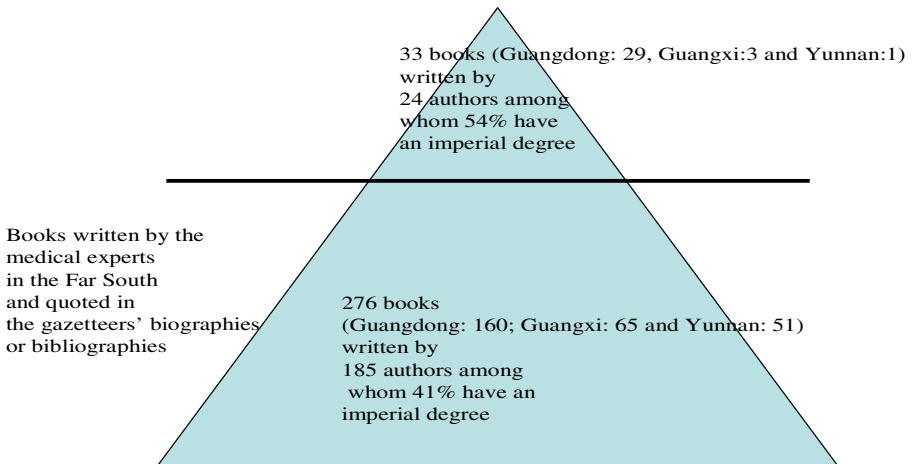 33 books (Guangdong: 29, Guangxi:3 and Yunnan:1)
written by
24 authors among
whom 54% have
an imperial degree
Books written by the
medical experts
in the Far South
and quoted in
the gazetteers’ biographies
or bibliographies
276 books
(Guangdong: 160; Guangxi: 65 and Yunnan: 51)
written by
185 authors among
whom 41% have an
imperial degree